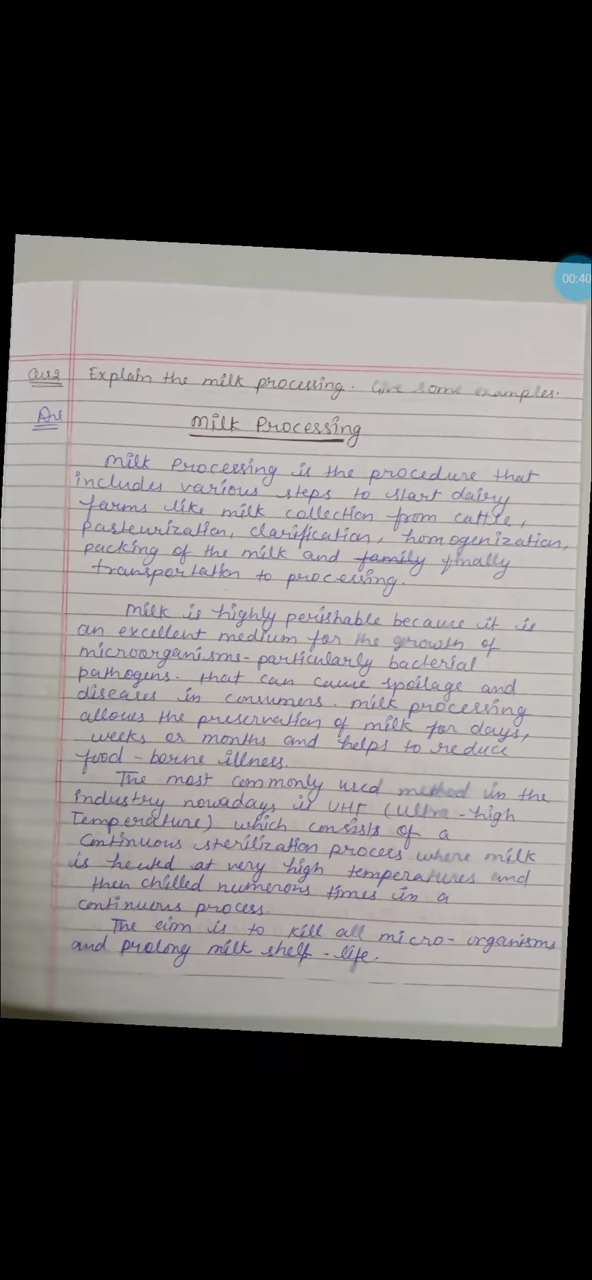 00:40
Que2 Explain the milk processing. Give some examples.
Ans Milk Processing
Milk Processing is the procedure that
includes various steps to start dairy
farms like milk collection from cattle,
pasteurization, clarification, homogenization,
packing of the milk and family finally
transportation to processing.
Milk is highly perishable because it is
an excellent medium for the growth of
microorganisms - particularly bacterial
pathogens. that can cause spoilage and
diseases in consumers. Milk processing
allows the preservation of milk for days,
weeks or months and helps to reduce
food - borne illness.
The most commonly used method in the
industry nowadays is UHT (Ultra - high
Temperature) which consists of a
continuous sterilization process where milk
is heated at very high temperatures and
then chilled numerous times in a
continuous process.
The aim is to kill all micro - organisms
and prolong milk shelf - life.